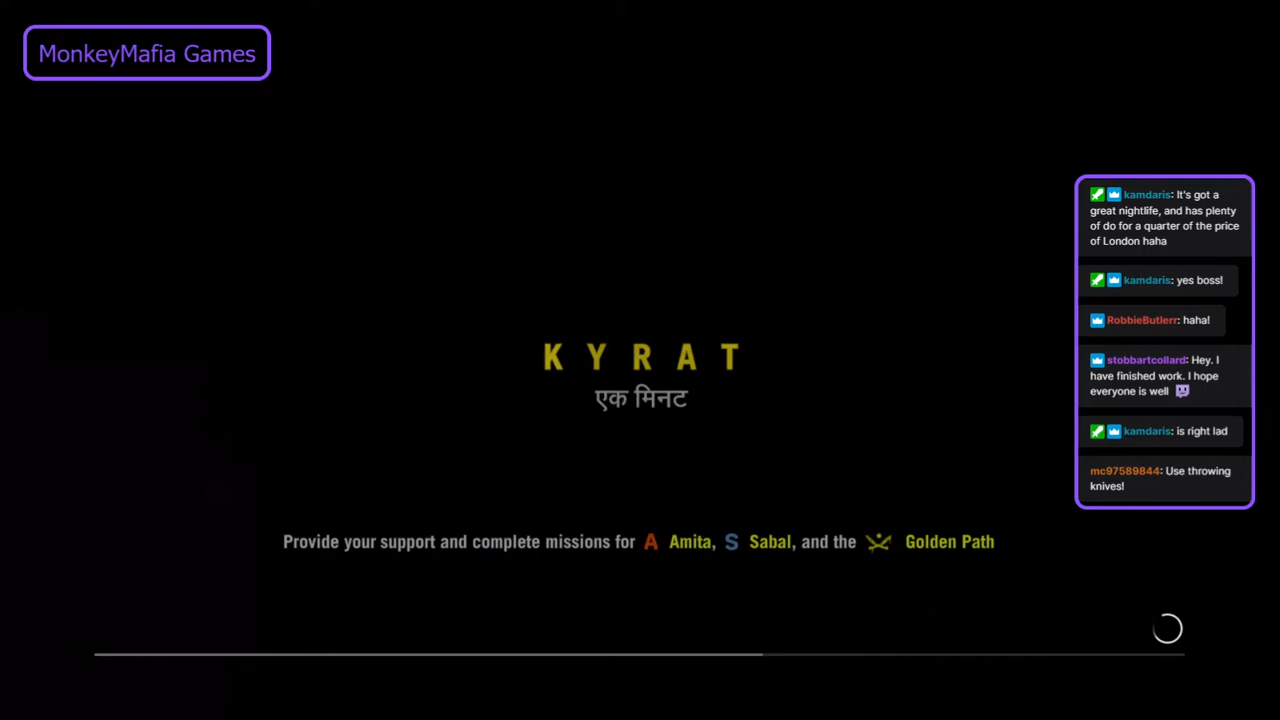 MonkeyMafia Games
kamdaris: It's got a
great nightlife, and has plenty
of do for a quarter of the price
of London haha
kamdaris: yes boss!
RobbieButlerr: haha!
stobbartcollard: Hey. I
have finished work. I hope
everyone is well
kamdaris: is right lad
mc97589844: Use throwing
knives!
KYRAT
एक मिनट
Provide your support and complete missions for A Amita, S Sabal, and the Golden Path